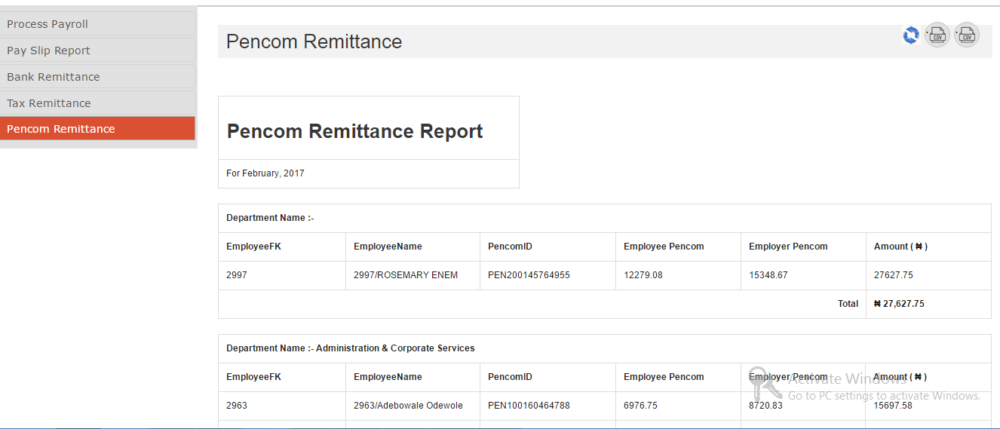 Process Payroll
Pay Slip Report
Bank Remittance
Tax Remittance
Pencom Remittance
Pencom Remittance
CSV CSV
Pencom Remittance Report
For February, 2017
Department Name :-
EmployeeFK EmployeeName PencomID Employee Pencom Employer Pencom Amount ( ₦ )
2997 2997/ROSEMARY ENEM PEN200145764955 12279.08 15348.67 27627.75
Total ₦ 27,627.75
Department Name :- Administration & Corporate Services
EmployeeFK EmployeeName PencomID Employee Pencom Employer Pencom Amount ( ₦ )
2963 2963/Adebowale Odewole PEN100160464788 6976.75 8720.83 15697.58
Activate Windows
Go to PC settings to activate Windows.